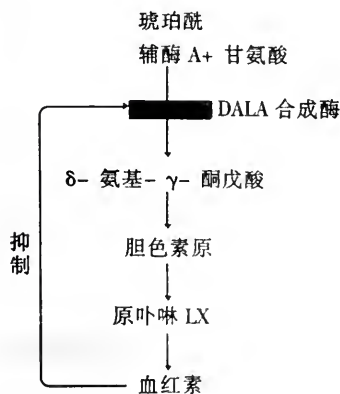 琥珀酰
辅酶 A+ 甘氨酸
DALA 合成酶
δ- 氨基- γ- 酮戊酸
抑制
胆色素原
原卟啉 LX
血红素